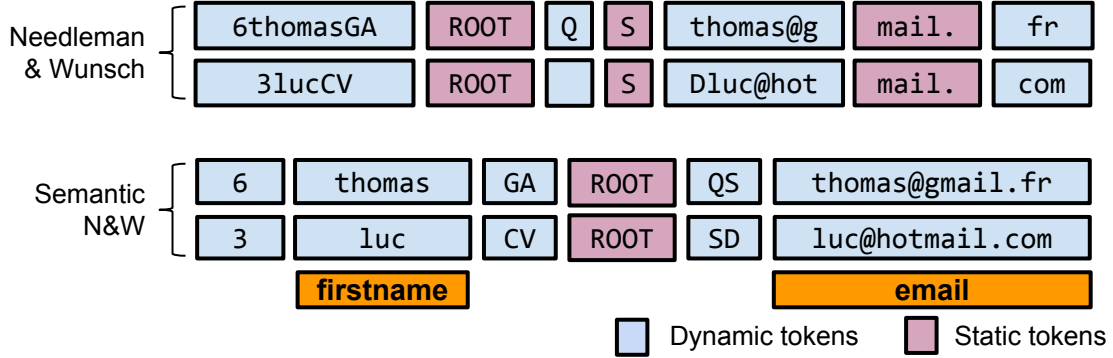 Needleman
& Wunsch
6thomasGA ROOT Q S thomas@g mail. fr
3lucCV ROOT S Dluc@hot mail. com
Semantic
N&W
6 thomas GA ROOT QS thomas@gmail.fr
3 luc CV ROOT SD luc@hotmail.com
firstname email
Dynamic tokens Static tokens